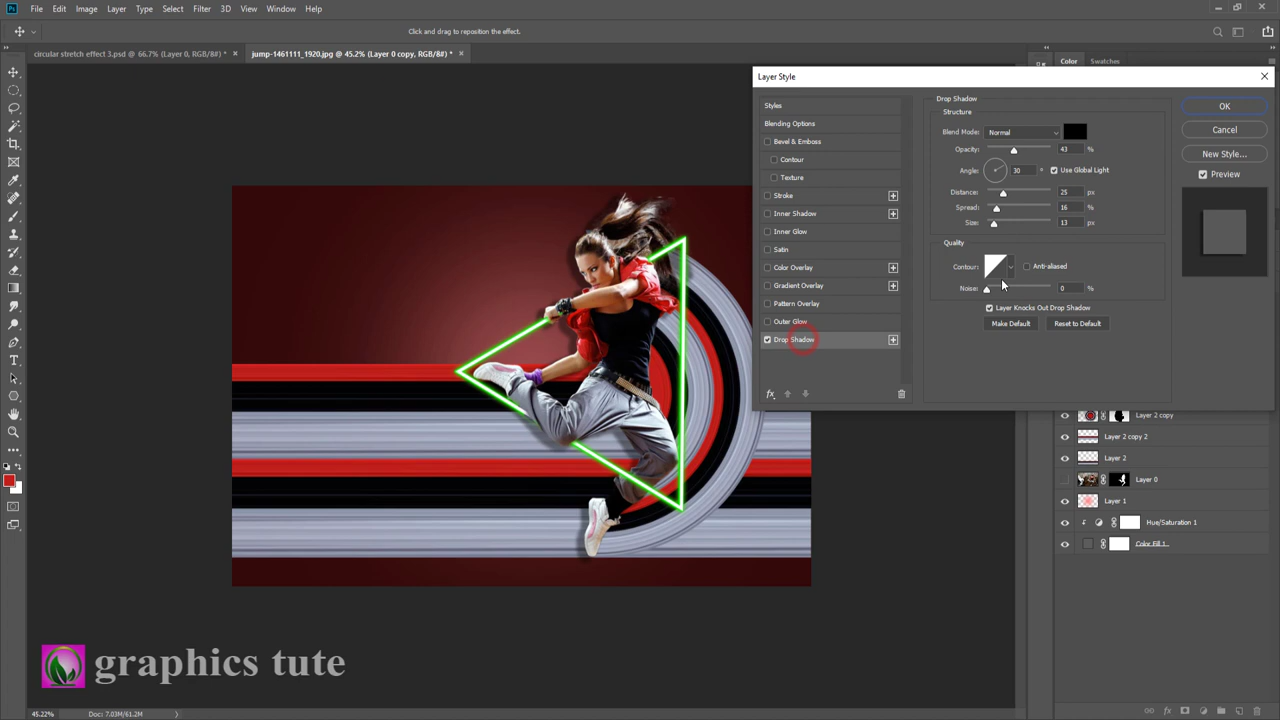 Ps File Edit Image Layer Type Select Filter 3D View Window Help
Click and drag to reposition the effect.
circular stretch effect 3.psd @ 66.7% (Layer 0, RGB/8#) * × jump-1461111_1920.jpg @ 45.2% (Layer 0 copy, RGB/8#) * ×
Color Swatches
Layer Style
Styles
Blending Options
Bevel & Emboss
Contour
Texture
Stroke
Inner Shadow
Inner Glow
Satin
Color Overlay
Gradient Overlay
Pattern Overlay
Outer Glow
Drop Shadow
fx
Drop Shadow
Structure
Blend Mode: Normal
Opacity: 43 %
Angle: 30 ° Use Global Light
Distance: 25 px
Spread: 16 %
Size: 13 px
Quality
Contour: Anti-aliased
Noise: 0 %
Layer Knocks Out Drop Shadow
Make Default Reset to Default
OK
Cancel
New Style...
Preview
Layer 2 copy
Layer 2 copy 2
Layer 2
Layer 0
Layer 1
Hue/Saturation 1
Color Fill 1
graphics tute
45.22% Doc: 7.03M/61.2M
fx